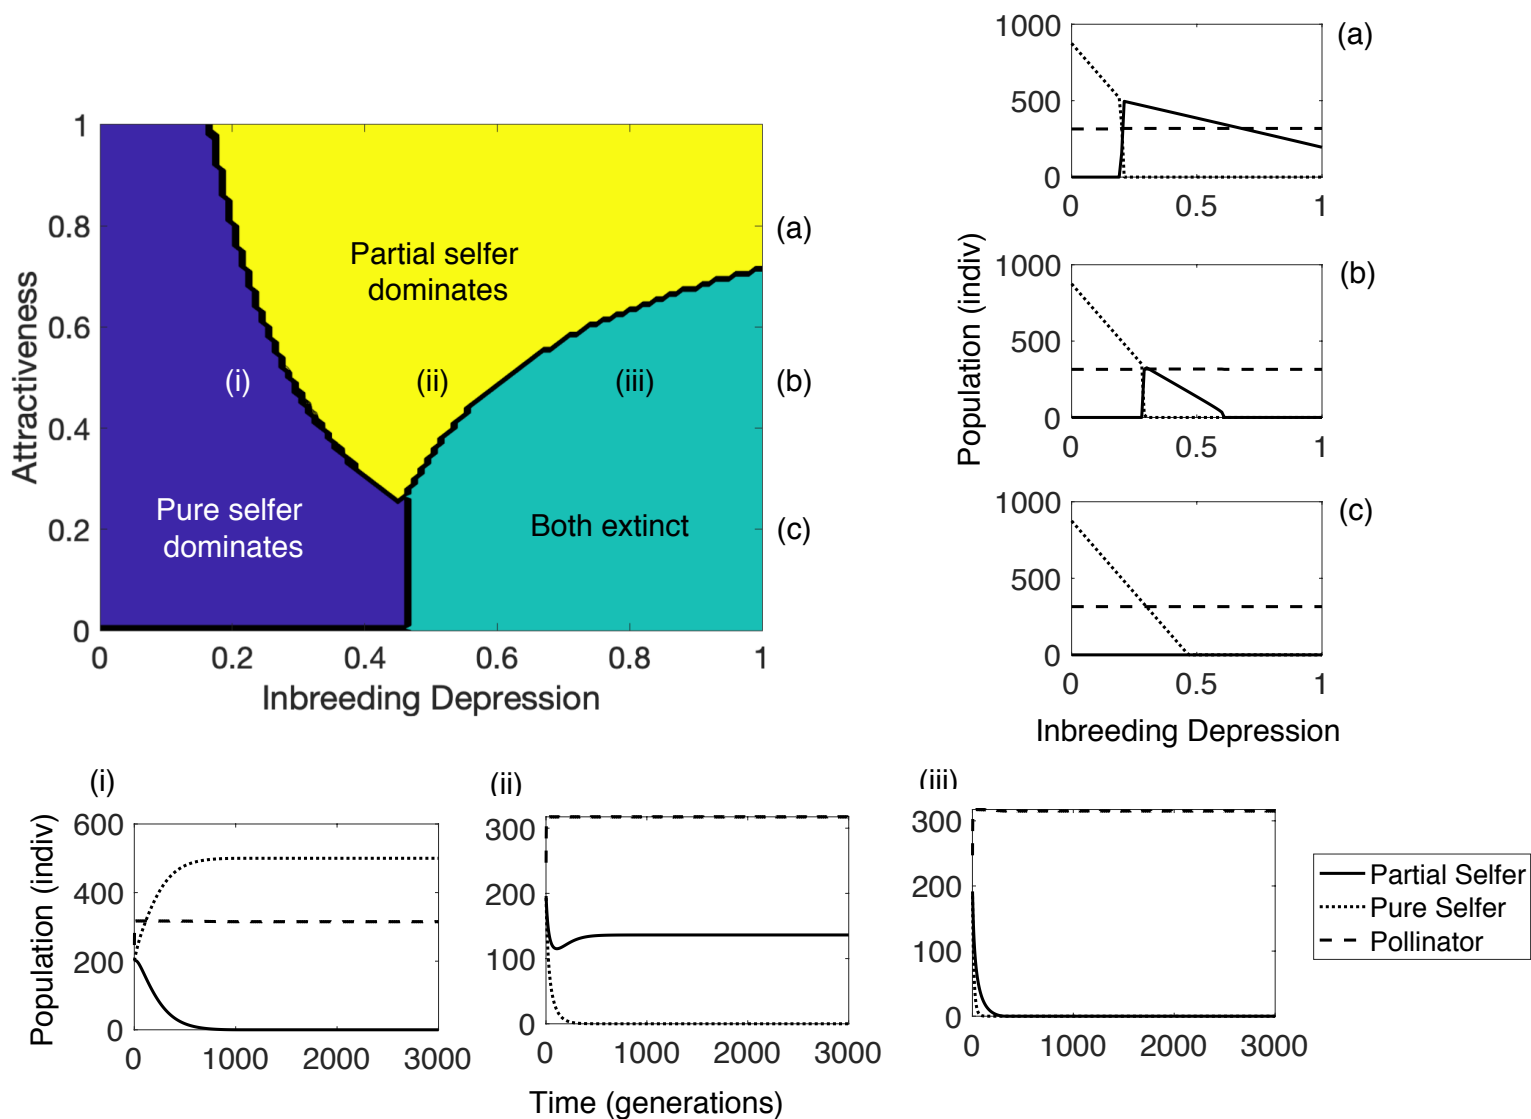 1000
(a)
500
0
0
0.5
1
1
0.8
0.6
0.4
0.2
0
Attractiveness
Partial selfer
dominates
(a)
(i)
(ii)
(iii)
(b)
Pure selfer
dominates
Both extinct
(c)
0
0.2
0.4
0.6
0.8
1
Inbreeding Depression
Population (indiv)
1000
(b)
500
0
0
0.5
1
1000
(c)
500
0
0
0.5
1
Inbreeding Depression
(i)
600
400
200
0
Population (indiv)
0
1000
2000
3000
(ii)
300
200
100
0
0
1000
2000
3000
Time (generations)
(iii)
300
200
100
0
0
1000
2000
3000
Partial Selfer
Pure Selfer
Pollinator